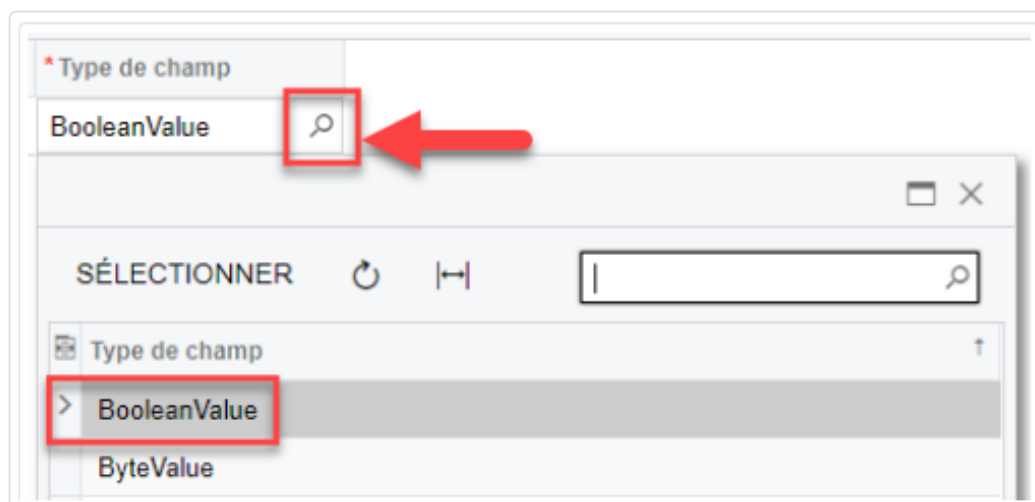 * Type de champ
BooleanValue
SÉLECTIONNER
Type de champ
BooleanValue
ByteValue